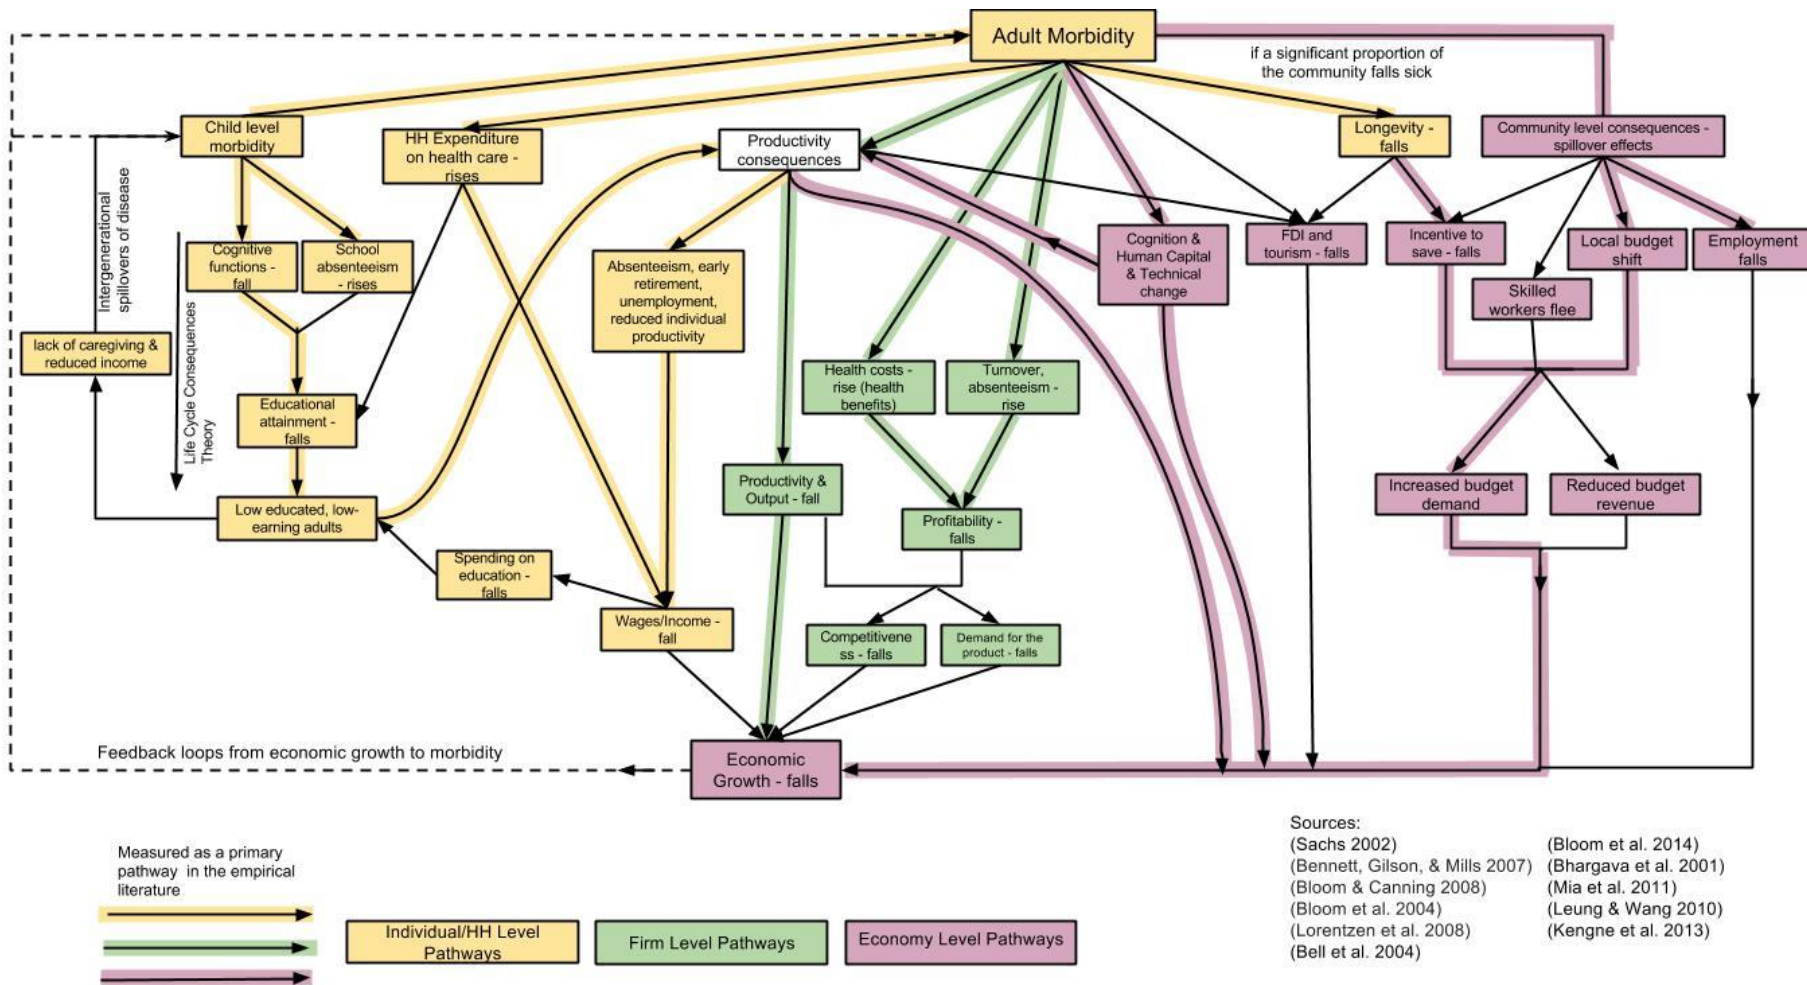 Adult Morbidity
if a significant proportion of
the community falls sick
Child level
morbidity
HH Expenditure
on health care -
rises
Productivity
consequences
Longevity -
falls
Community level consequences -
spillover effects
Intergenerational
spillovers of disease
Cognitive
functions -
fall
School
absenteeism
- rises
Absenteeism, early
retirement,
unemployment,
reduced individual
productivity
Cognition &
Human Capital
& Technical
change
FDI and
tourism - falls
Incentive to
save - falls
Local budget
shift
Employment
falls
Skilled
workers flee
lack of caregiving &
reduced income
Life Cycle Consequences
Theory
Educational
attainment -
falls
Health costs -
rise (health
benefits)
Turnover,
absenteeism -
rise
Low educated, low-
earning adults
Productivity &
Output - fall
Profitability -
falls
Increased budget
demand
Reduced budget
revenue
Spending on
education -
falls
Wages/Income -
fall
Competitivene
ss - falls
Demand for the
product - falls
Feedback loops from economic growth to morbidity
Economic
Growth - falls
Measured as a primary
pathway in the empirical
literature
Individual/HH Level
Pathways
Firm Level Pathways
Economy Level Pathways
Sources:
(Sachs 2002)
(Bennett, Gilson, & Mills 2007)
(Bloom & Canning 2008)
(Bloom et al. 2004)
(Lorentzen et al. 2008)
(Bell et al. 2004)
(Bloom et al. 2014)
(Bhargava et al. 2001)
(Mia et al. 2011)
(Leung & Wang 2010)
(Kengne et al. 2013)